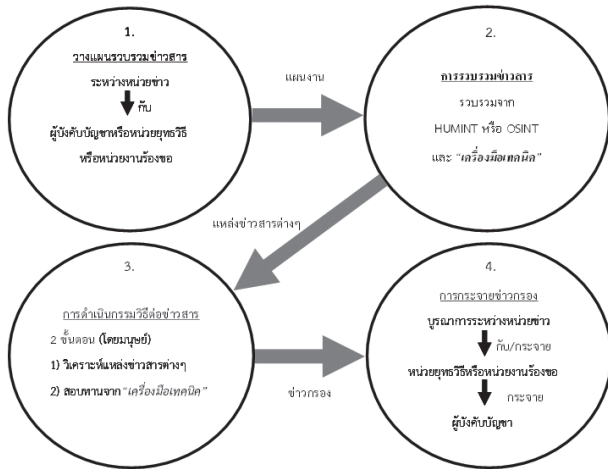 1.
วางแผนรวบรวมข่าวสาร
ระหว่างหน่วยข่าว
กับ
ผู้บังคับบัญชาหรือหน่วยยุทธวิธี
หรือหน่วยงานร้องขอ
แผนงาน
2.
การรวบรวมข่าวสาร
รวบรวมจาก
HUMINT หรือ OSINT
และ “เครื่องมือเทคนิค”
แหล่งข่าวสารต่างๆ
3.
การดำเนินกรรมวิธีต่อข่าวสาร
2 ขั้นตอน (โดยมนุษย์)
1) วิเคราะห์แหล่งข่าวสารต่างๆ
2) สอบทานจาก “เครื่องมือเทคนิค”
ข่าวกรอง
4.
การกระจายข่าวกรอง
บูรณาการระหว่างหน่วยข่าว
กับ/กระจาย
หน่วยยุทธวิธีหรือหน่วยงานร้องขอ
กระจาย
ผู้บังคับบัญชา